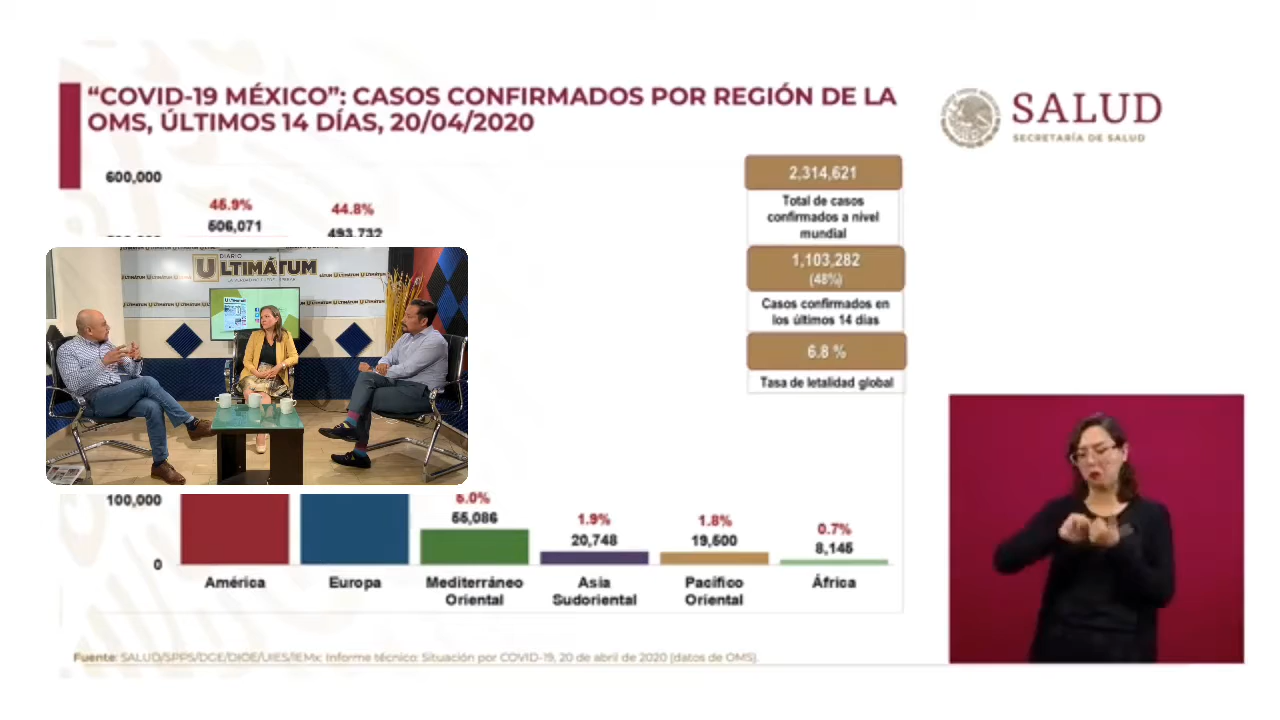 “COVID-19 MÉXICO”: CASOS CONFIRMADOS POR REGIÓN DE LA
OMS, ÚLTIMOS 14 DÍAS, 20/04/2020
SALUD
SECRETARÍA DE SALUD
600,000
45.9%
506,071
44.8%
493,732
2,314,621
Total de casos
confirmados a nivel
mundial
1,103,282
(48%)
Casos confirmados en
los últimos 14 días
6.8 %
Tasa de letalidad global
DIARIO
ULTIMÁTUM
100,000
0
5.0%
55,086
1.9%
20,748
1.8%
19,500
0.7%
8,145
América
Europa
Mediterráneo
Oriental
Asia
Sudoriental
Pacífico
Oriental
África
Fuente: SALUD/SPPS/DGE/DIOE/UIES/IEMx; Informe técnico: Situación por COVID-19, 20 de abril de 2020 [datos de OMS].